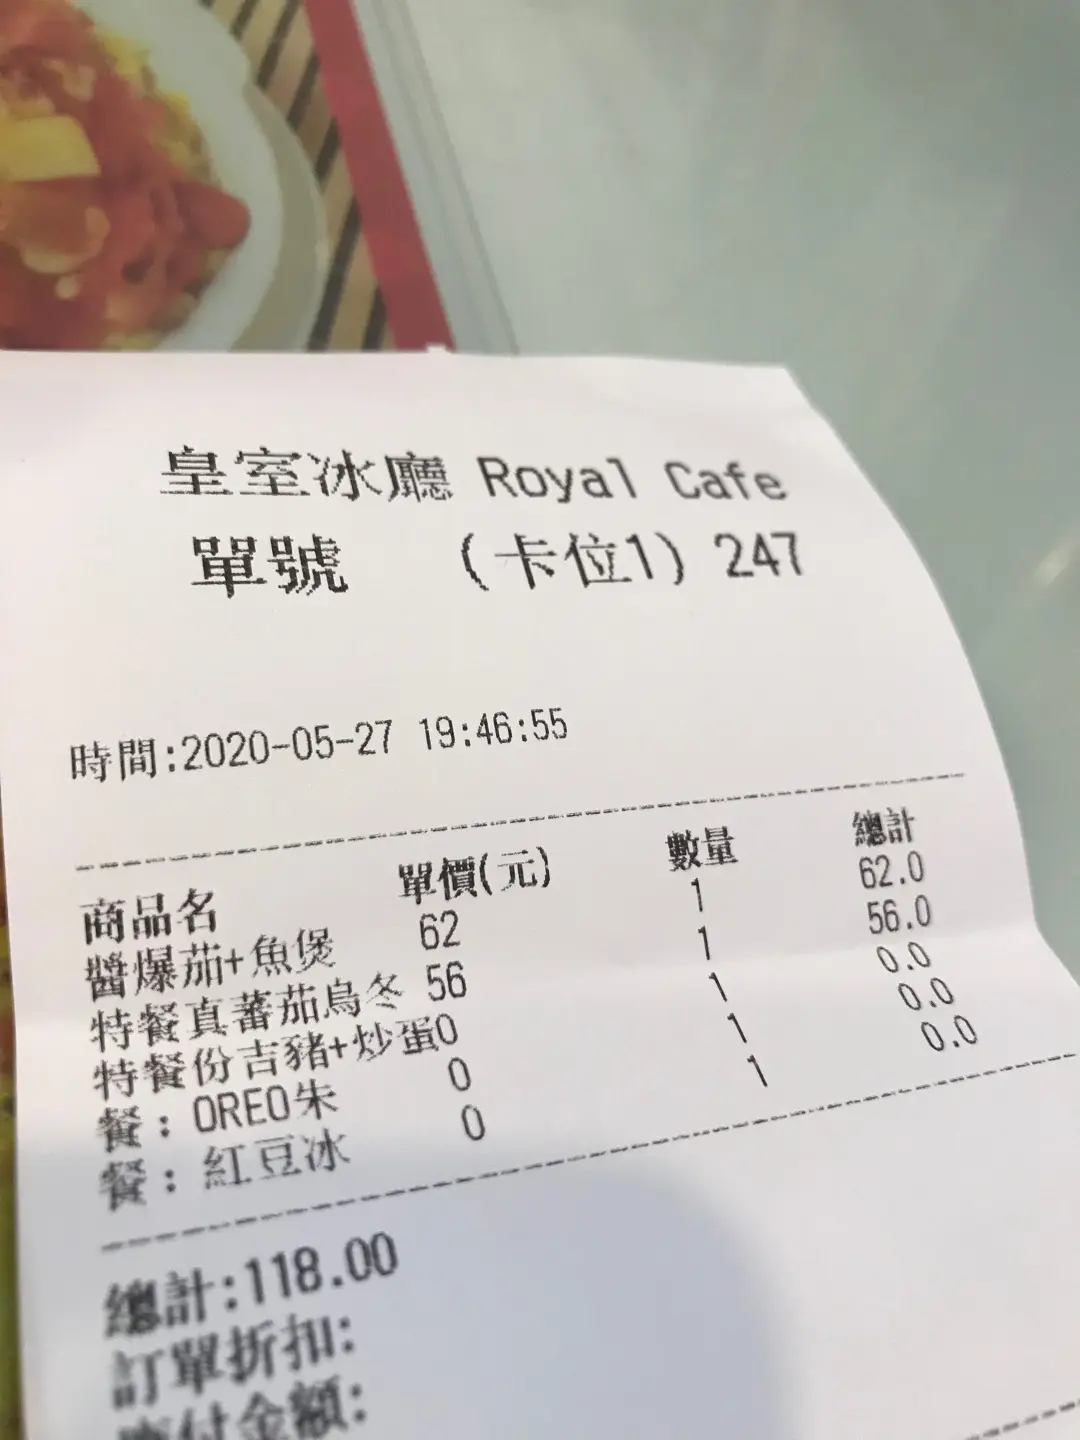 皇室冰廳 Royal Cafe
單號 (卡位1) 247
時間:2020-05-27 19:46:55
商品名 單價(元) 數量 總計
醬爆茄+魚煲 62 1 62.0
特餐真蕃茄烏冬 56 1 56.0
特餐份吉豬+炒蛋0 1 0.0
餐：OREO朱 0 1 0.0
餐：紅豆冰 0 1 0.0
總計:118.00
訂單折扣:
應付金額: